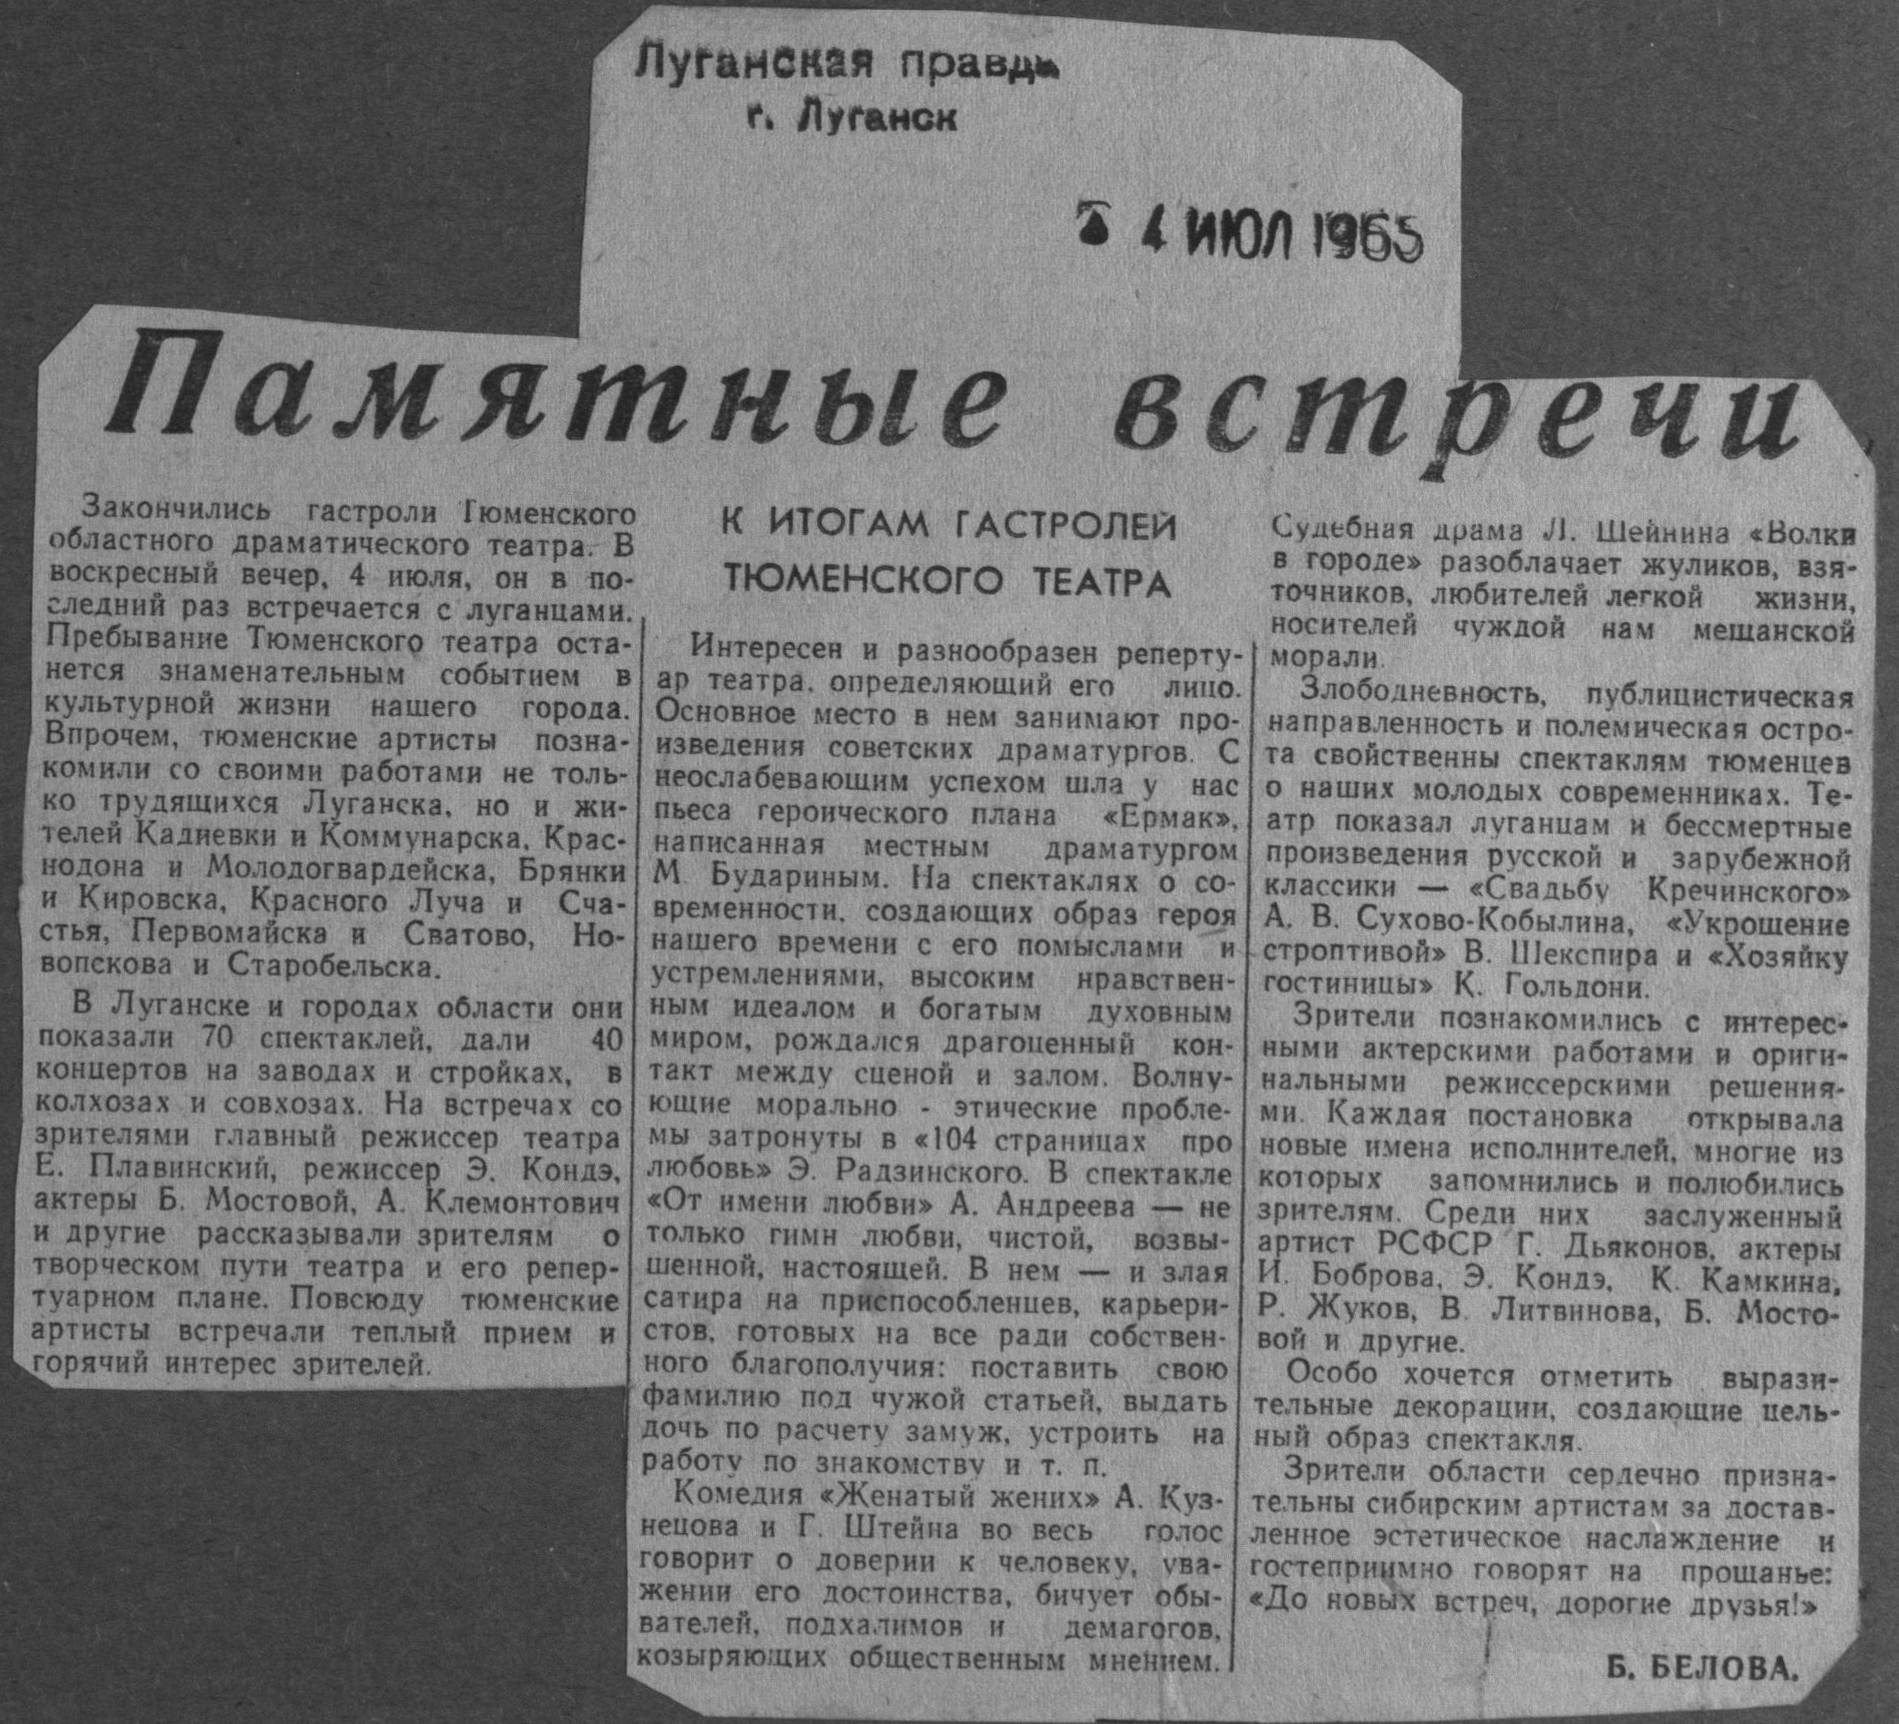 Луганская правда
г. Луганск
4 ИЮЛ 1965
Памятные встречи
Закончились гастроли Тюменского
областного драматического театра. В
воскресный вечер, 4 июля, он в по-
следний раз встречается с луганцами.
Пребывание Тюменского театра оста-
нется знаменательным событием в
культурной жизни нашего города.
Впрочем, тюменские артисты позна-
комили со своими работами не толь-
ко трудящихся Луганска, но и жи-
телей Кадиевки и Коммунарска, Крас-
нодона и Молодогвардейска, Брянки
и Кировска, Красного Луча и Сча-
стья, Первомайска и Сватово, Но-
вопскова и Старобельска.
В Луганске и городах области они
показали 70 спектаклей, дали 40
концертов на заводах и стройках, в
колхозах и совхозах. На встречах со
зрителями главный режиссер театра
Е. Плавинский, режиссер Э. Кондэ,
актеры Б. Мостовой, А. Клемонтович
и другие рассказывали зрителям о
творческом пути театра и его репер-
туарном плане. Повсюду тюменские
артисты встречали теплый прием и
горячий интерес зрителей.
К ИТОГАМ ГАСТРОЛЕЙ
ТЮМЕНСКОГО ТЕАТРА
Интересен и разнообразен реперту-
ар театра, определяющий его лицо.
Основное место в нем занимают про-
изведения советских драматургов. С
неослабевающим успехом шла у нас
пьеса героического плана «Ермак»,
написанная местным драматургом
М. Будариным. На спектаклях о со-
временности, создающих образ героя
нашего времени с его помыслами и
устремлениями, высоким нравствен-
ным идеалом и богатым духовным
миром, рождался драгоценный кон-
такт между сценой и залом. Волну-
ющие морально - этические пробле-
мы затронуты в «104 страницах про
любовь» Э. Радзинского. В спектакле
«От имени любви» А. Андреева — не
только гимн любви, чистой, возвы-
шенной, настоящей. В нем — и злая
сатира на приспособленцев, карьери-
стов, готовых на все ради собствен-
ного благополучия: поставить свою
фамилию под чужой статьей, выдать
дочь по расчету замуж, устроить на
работу по знакомству и т. п.
Комедия «Женатый жених» А. Куз-
нецова и Г. Штейна во весь голос
говорит о доверии к человеку, ува-
жении его достоинства, бичует обы-
вателей, подхалимов и демагогов,
козыряющих общественным мнением.
Судебная драма Л. Шейнина «Волки
в городе» разоблачает жуликов, взя-
точников, любителей легкой жизни,
носителей чуждой нам мещанской
морали.
Злободневность, публицистическая
направленность и полемическая остро-
та свойственны спектаклям тюменцев
о наших молодых современниках. Те-
атр показал луганцам и бессмертные
произведения русской и зарубежной
классики — «Свадьбу Кречинского»
А. В. Сухово-Кобылина, «Укрощение
строптивой» В. Шекспира и «Хозяйку
гостиницы» К. Гольдони.
Зрители познакомились с интерес-
ными актерскими работами и ориги-
нальными режиссерскими решения-
ми. Каждая постановка открывала
новые имена исполнителей, многие из
которых запомнились и полюбились
зрителям. Среди них заслуженный
артист РСФСР Г. Дьяконов, актеры
И. Боброва, Э. Кондэ, К. Камкина,
Р. Жуков, В. Литвинова, Б. Мосто-
вой и другие.
Особо хочется отметить вырази-
тельные декорации, создающие цель-
ный образ спектакля.
Зрители области сердечно призна-
тельны сибирским артистам за достав-
ленное эстетическое наслаждение и
гостеприимно говорят на прощанье:
«До новых встреч, дорогие друзья!»
Б. БЕЛОВА.